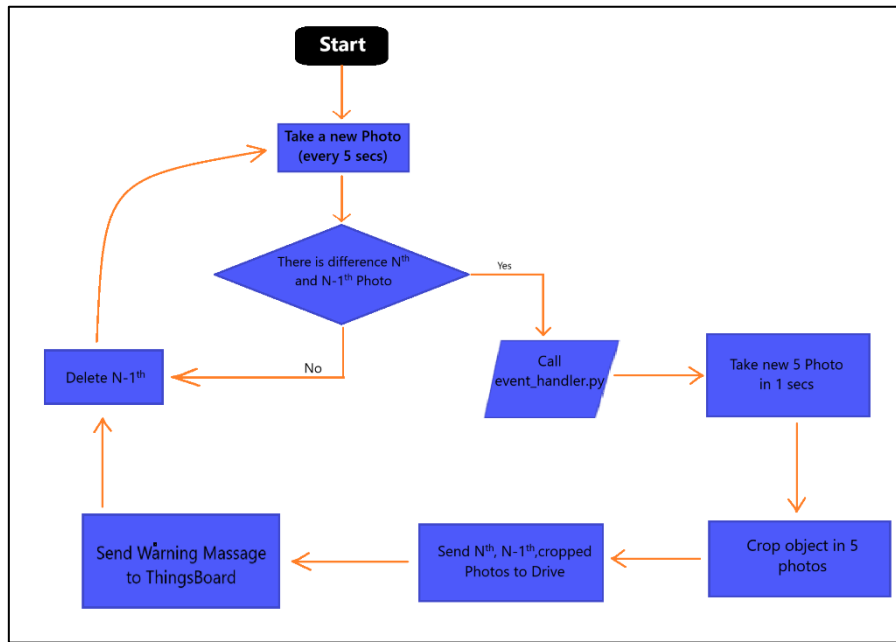 Start
Take a new Photo
(every 5 secs)
There is difference Nth
and N-1th Photo
Yes
No
Call
event_handler.py
Take new 5 Photo
in 1 secs
Delete N-1th
Crop object in 5
photos
Send Nth, N-1th,cropped
Photos to Drive
Send Warning Massage
to ThingsBoard